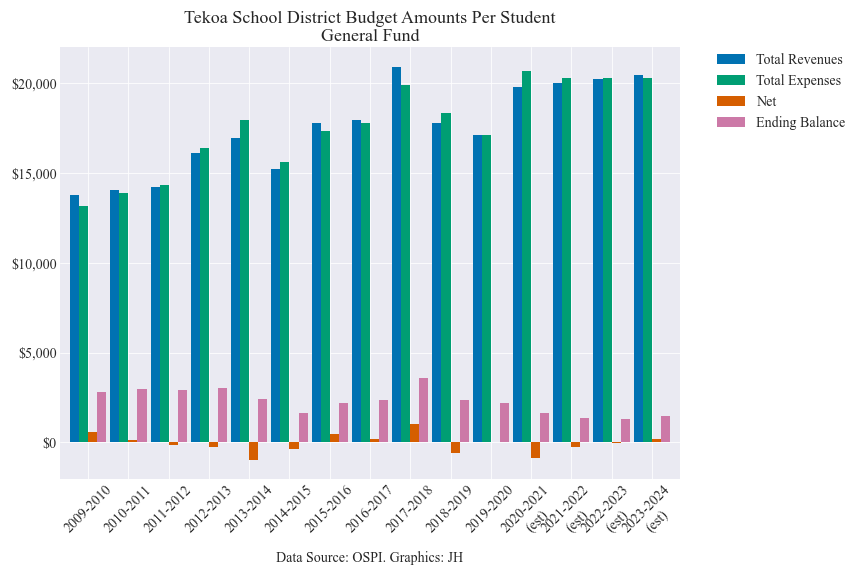 Tekoa School District Budget Amounts Per Student
General Fund
Total Revenues
Total Expenses
Net
Ending Balance
$20,000
$15,000
$10,000
$5,000
$0
2009-2010
2010-2011
2011-2012
2012-2013
2013-2014
2014-2015
2015-2016
2016-2017
2017-2018
2018-2019
2019-2020
2020-2021
(est)
2021-2022
(est)
2022-2023
(est)
2023-2024
(est)
Data Source: OSPI. Graphics: JH